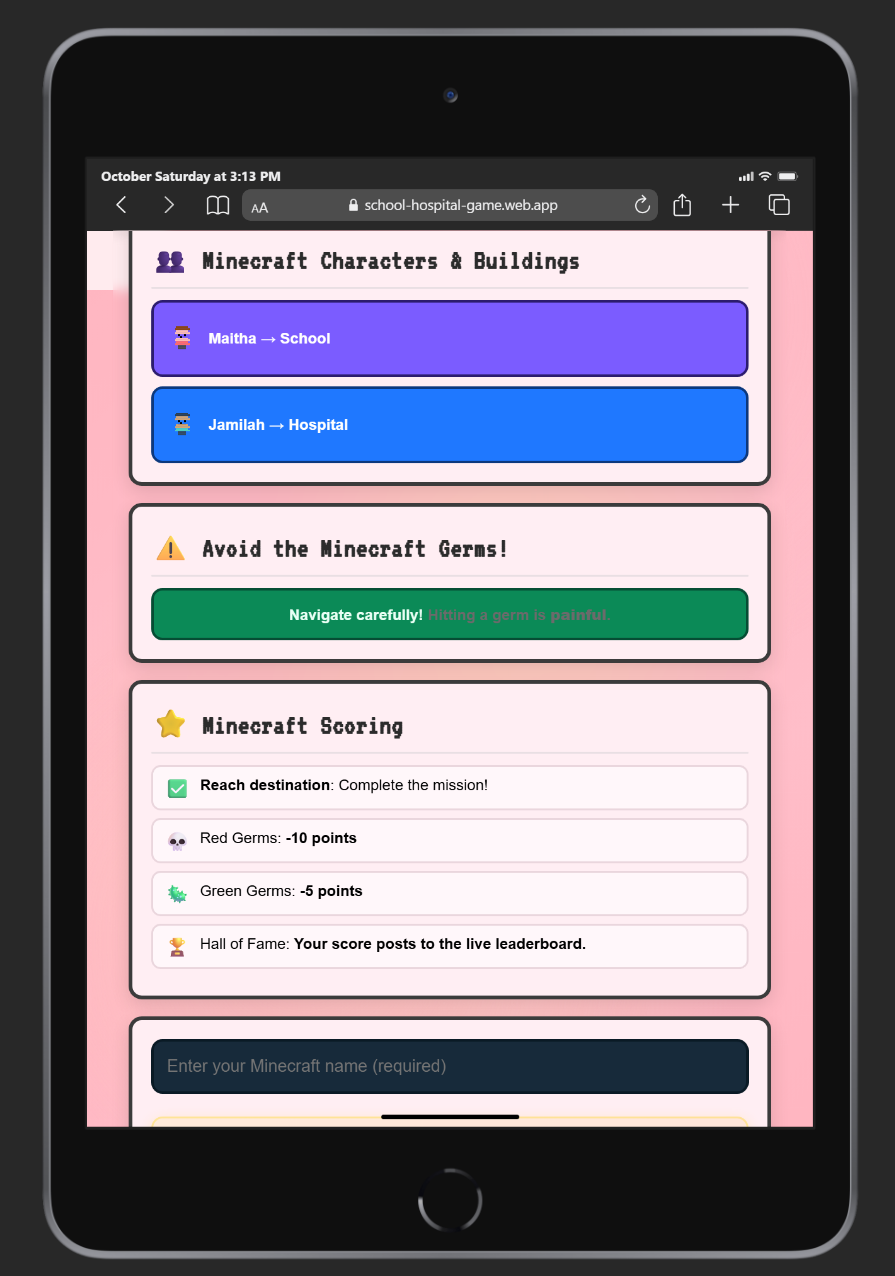 October Saturday at 3:13 PM
AA
school-hospital-game.web.app
Minecraft Characters & Buildings
Maitha → School
Jamilah → Hospital
Avoid the Minecraft Germs!
Navigate carefully! Hitting a germ is painful.
Minecraft Scoring
Reach destination: Complete the mission!
Red Germs: -10 points
Green Germs: -5 points
Hall of Fame: Your score posts to the live leaderboard.
Enter your Minecraft name (required)